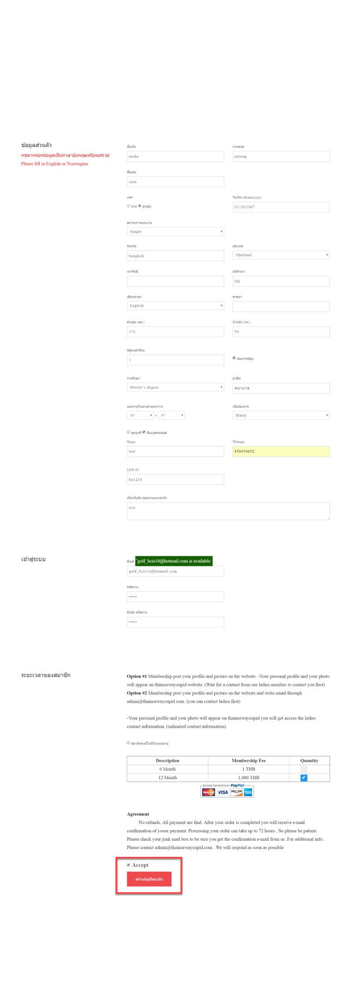 ข้อมูลส่วนตัว
กรุณากรอกข้อมูลเป็นภาษาอังกฤษหรือนอร์เวย์
Please fill in English or Norwegian.
ชื่อจริง นามสกุล
nicha natong
ชื่อเล่น
nina
เพศ วันเกิด (dd/mm/yyyy)
ชาย ผู้หญิง 01/10/1987
สถานะการแต่งงาน
Single
จังหวัด ประเทศ
bangkok Thailand
เผ่าพันธุ์ ภูมิลำเนา
tak
เลือกภาษา ศาสนา
English
ส่วนสูง (ซม.) น้ำหนัก (กก.)
170 59
มีลูกแล้วกี่คน
1 ต้องการมีลูก
การศึกษา อาชีพ
Master's degree พยาบาล
มองหาคู่ในช่วงอายุระหว่าง เพื่อต้องการ
30 - 47 Marry
สูบบุหรี่ ดื่มแอลกอฮอล์
Skype Whatapp
test 856050652
LINE ID
ho1234
เกี่ยวกับฉัน/ข้อความแนะนำตัว
test
เข้าสู่ระบบ
อีเมล์ golf_bcis10@hotmail.com is available
golf_bcis10@hotmail.com
รหัสผ่าน
•••••
ยืนยัน รหัสผ่าน
•••••
ระยะเวลาของสมาชิก
Option #1 Membership post your profile and picture on the website. -Your personal profile and your photo
will appear an thainorwaycupid website. (Wait for a contact from our ladies member to contact you first)
Option #2 Membership post your profile and picture on the website and write email through
admin@thainorwaycupid.com. (you can contact ladies first)
-Your personal profile and your photo will appear on thainorwaycupid you will get access the ladies
contact information. (unlimited contact information)
สมาชิกคนนี้ไม่มีวันหมดอายุ
Description Membership Fee Quantity
6 Month 1 THB
12 Month 1,000 THB
SECURE PAYMENTS BY PayPal
MasterCard VISA DISCOVER
Agreement
No refunds, All payment are find. After your order is completed you will receive e-mail
confirmation of youor payment. Processing your order can take up to 72 hours , So please be patient.
Please check your junk mail box to be sure you get the confirmation e-mail from us. For additional info.
Please contact admin@thainorwaycupid.com . We will respond as soon as possible
Accept
สร้างบัญชีของฉัน